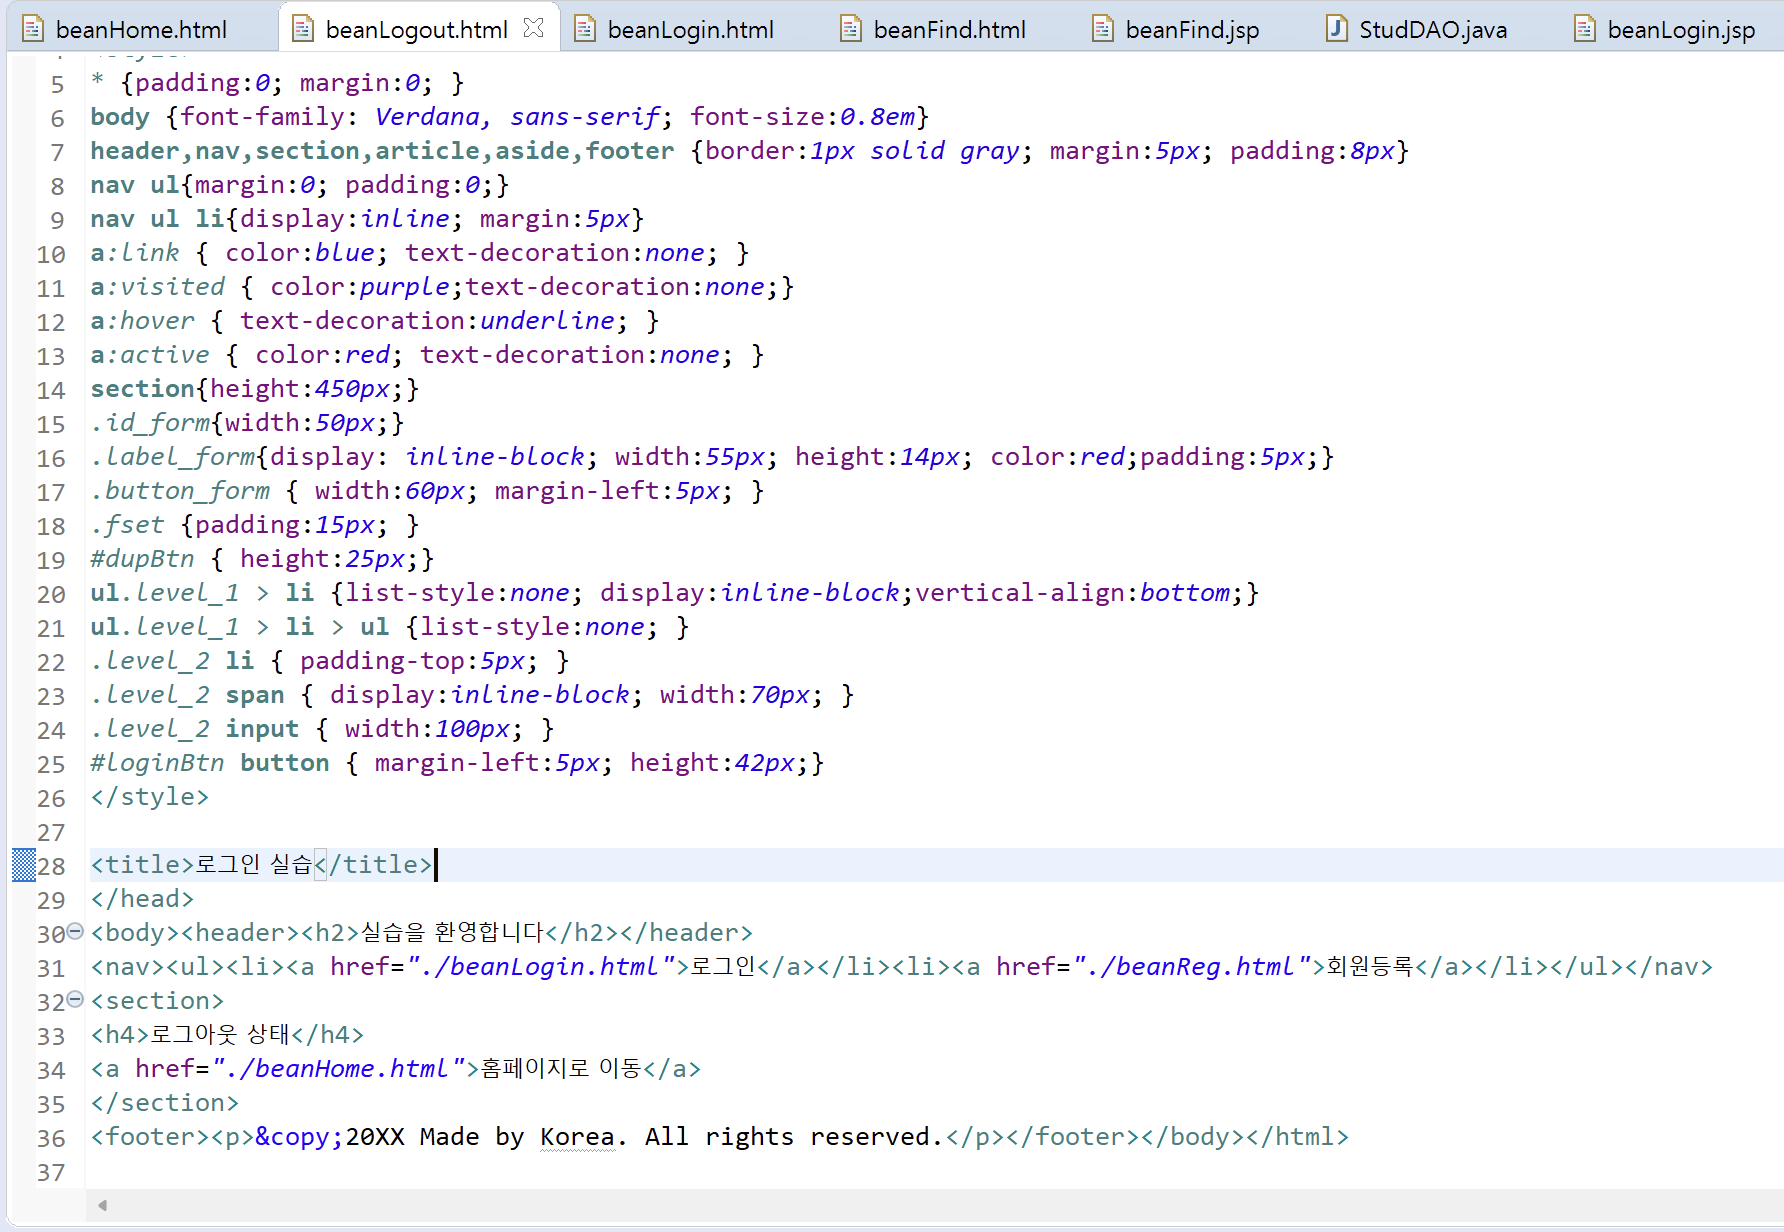 beanHome.html beanLogout.html beanLogin.html beanFind.html beanFind.jsp StudDAO.java beanLogin.jsp
5 * {padding:0; margin:0; }
6 body {font-family: Verdana, sans-serif; font-size:0.8em}
7 header,nav,section,article,aside,footer {border:1px solid gray; margin:5px; padding:8px}
8 nav ul{margin:0; padding:0;}
9 nav ul li{display:inline; margin:5px}
10 a:link { color:blue; text-decoration:none; }
11 a:visited { color:purple;text-decoration:none;}
12 a:hover { text-decoration:underline; }
13 a:active { color:red; text-decoration:none; }
14 section{height:450px;}
15 .id_form{width:50px;}
16 .label_form{display: inline-block; width:55px; height:14px; color:red;padding:5px;}
17 .button_form { width:60px; margin-left:5px; }
18 .fset {padding:15px; }
19 #dupBtn { height:25px;}
20 ul.level_1 > li {list-style:none; display:inline-block;vertical-align:bottom;}
21 ul.level_1 > li > ul {list-style:none; }
22 .level_2 li { padding-top:5px; }
23 .level_2 span { display:inline-block; width:70px; }
24 .level_2 input { width:100px; }
25 #loginBtn button { margin-left:5px; height:42px;}
26 </style>
27
28 <title>로그인 실습</title>
29 </head>
30 <body><header><h2>실습을 환영합니다</h2></header>
31 <nav><ul><li><a href="./beanLogin.html">로그인</a></li><li><a href="./beanReg.html">회원등록</a></li></ul></nav>
32 <section>
33 <h4>로그아웃 상태</h4>
34 <a href="./beanHome.html">홈페이지로 이동</a>
35 </section>
36 <footer><p>&copy;20XX Made by Korea. All rights reserved.</p></footer></body></html>
37